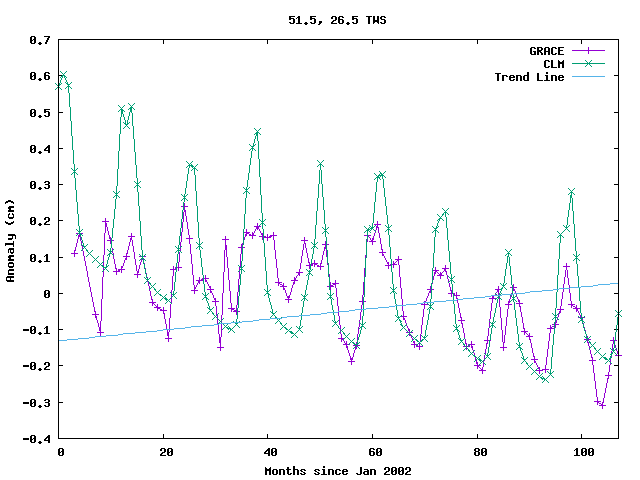 51.5, 26.5 TWS
GRACE
CLM
Trend Line
Anomaly (cm)
0.7
0.6
0.5
0.4
0.3
0.2
0.1
0
-0.1
-0.2
-0.3
-0.4
0 20 40 60 80 100
Months since Jan 2002